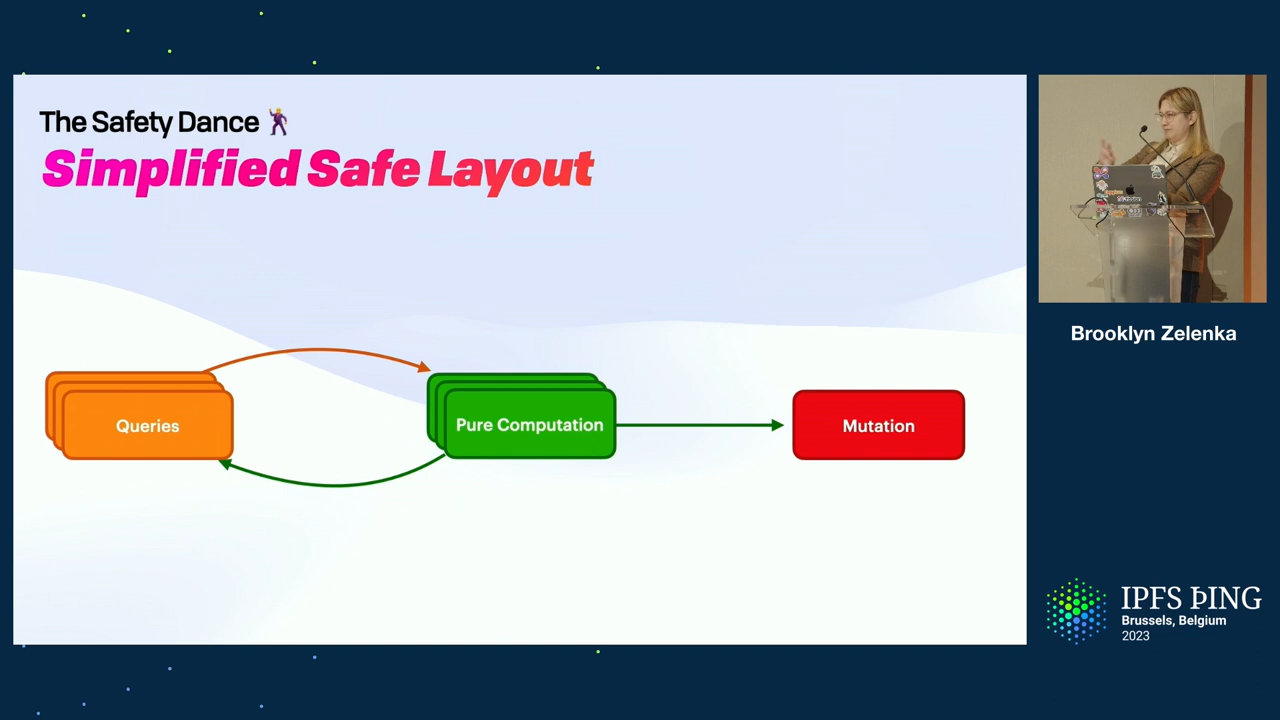 The Safety Dance 🕺
Simplified Safe Layout
Queries
Pure Computation
Mutation
Brooklyn Zelenka
IPFS ÞING
Brussels, Belgium
2023